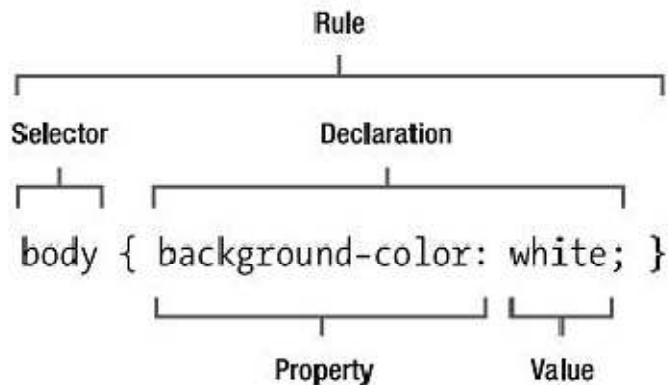 Rule
Selector Declaration
body { background-color: white; }
Property Value